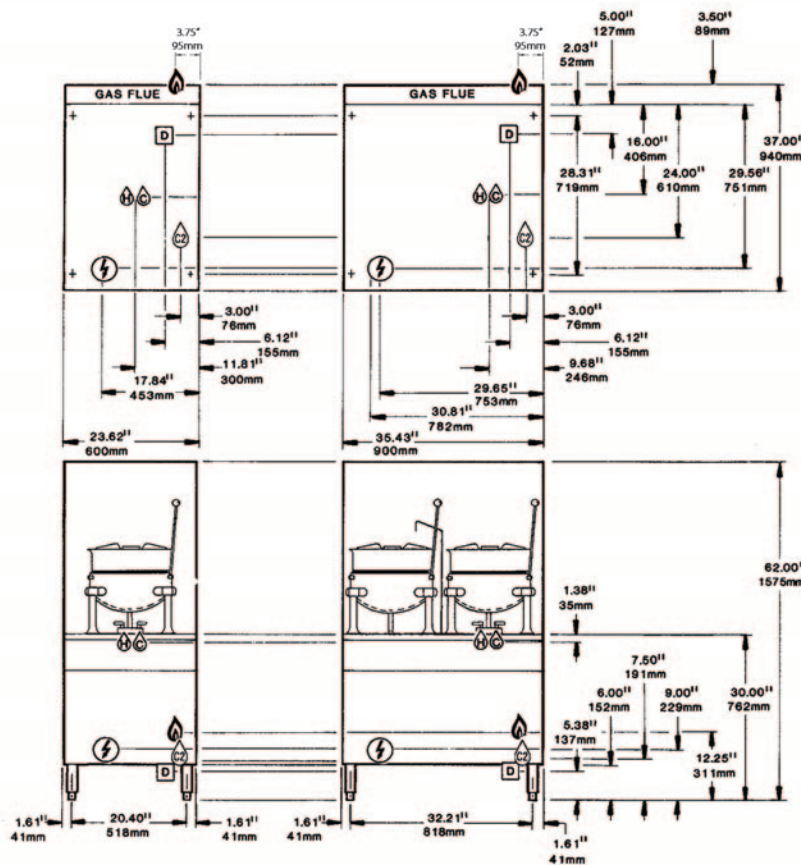 3.75"
95mm
3.75"
95mm
5.00"
127mm
3.50"
89mm
2.03"
52mm
GAS FLUE
GAS FLUE
D
D
16.00"
406mm
37.00"
940mm
28.31"
719mm
24.00"
610mm
29.56"
751mm
H C
H C
C2
C2
3.00"
76mm
3.00"
76mm
6.12"
155mm
6.12"
155mm
11.81"
300mm
9.68"
246mm
17.84"
453mm
29.65"
753mm
30.81"
782mm
23.62"
600mm
35.43"
900mm
62.00"
1575mm
1.38"
35mm
H C
H C
7.50"
191mm
6.00"
152mm
9.00"
229mm
30.00"
762mm
5.38"
137mm
12.25"
311mm
C2
C2
D
D
1.61"
41mm
20.40"
518mm
1.61"
41mm
1.61"
41mm
32.21"
818mm
1.61"
41mm